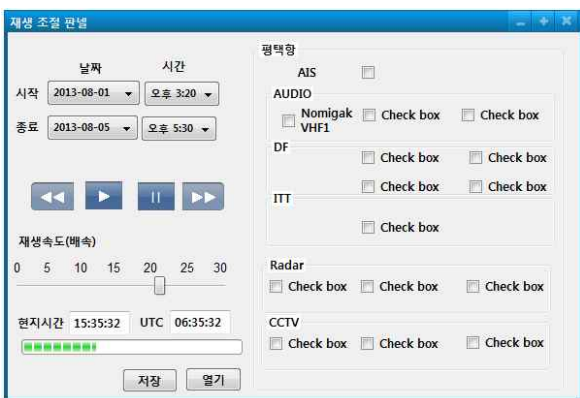 재생 조절 판넬
날짜 시간
시작 2013-08-01 오후 3:20
종료 2013-08-05 오후 5:30
재생속도(배속)
0 5 10 15 20 25 30
현지시간 15:35:32 UTC 06:35:32
저장 열기
평택항
AIS
AUDIO
Nomigak VHF1 Check box Check box
DF
Check box Check box
Check box Check box
ITT
Check box
Radar
Check box Check box Check box
CCTV
Check box Check box Check box